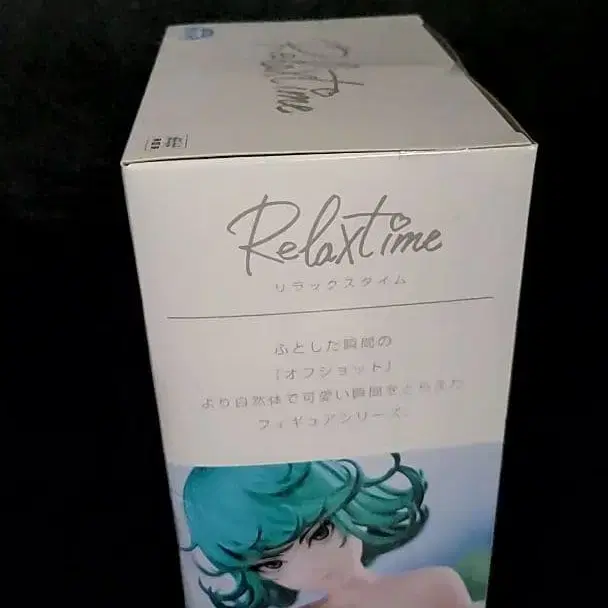 Relaxtime
Relaxtime
リラックスタイム
ふとした瞬間の
「オフショット」
より自然体で可愛い瞬間をとらえた
フィギュアシリーズ。